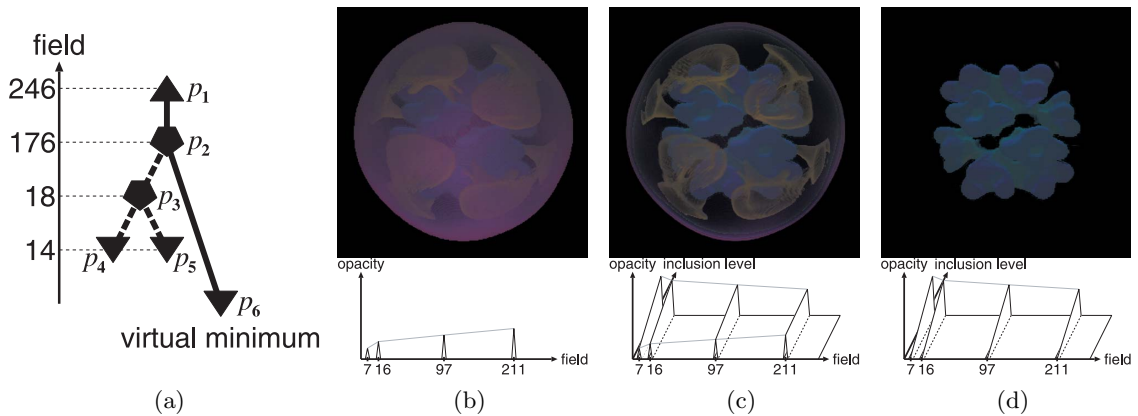 field
246
p1
176
p2
18
p3
14
p4
p5
p6
virtual minimum
opacity
7 16 97 211 field
opacity inclusion level
7 16 97 211 field
opacity inclusion level
7 16 97 211 field
(a) (b) (c) (d)